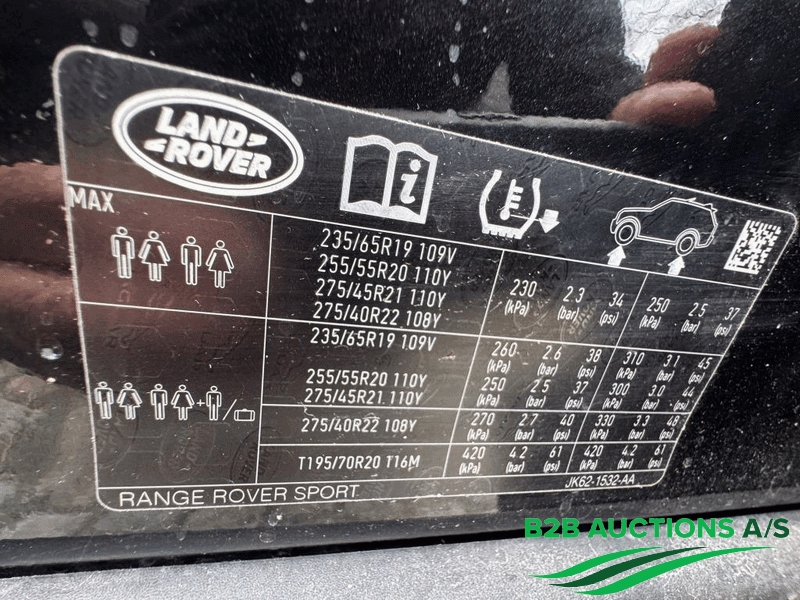 LAND
ROVER
MAX
235/65R19 109V
255/55R20 110Y
275/45R21 110Y
275/40R22 108Y
230 2.3 34 250 2.5 37
(kPa) (bar) (psi) (kPa) (bar) (psi)
235/65R19 109V
260 2.6 38 310 3.1 45
(kPa) (bar) (psi) (kPa) (bar) (psi)
255/55R20 110Y
275/45R21 110Y
250 2.5 37 300 3.0 44
(kPa) (bar) (psi) (kPa) (bar) (psi)
275/40R22 108Y
270 2.7 40 330 3.3 48
(kPa) (bar) (psi) (kPa) (bar) (psi)
T195/70R20 T16M
420 4.2 61 420 4.2 61
(kPa) (bar) (psi) (kPa) (bar) (psi)
RANGE ROVER SPORT
JK62-1532-AA
B2B AUCTIONS A/S